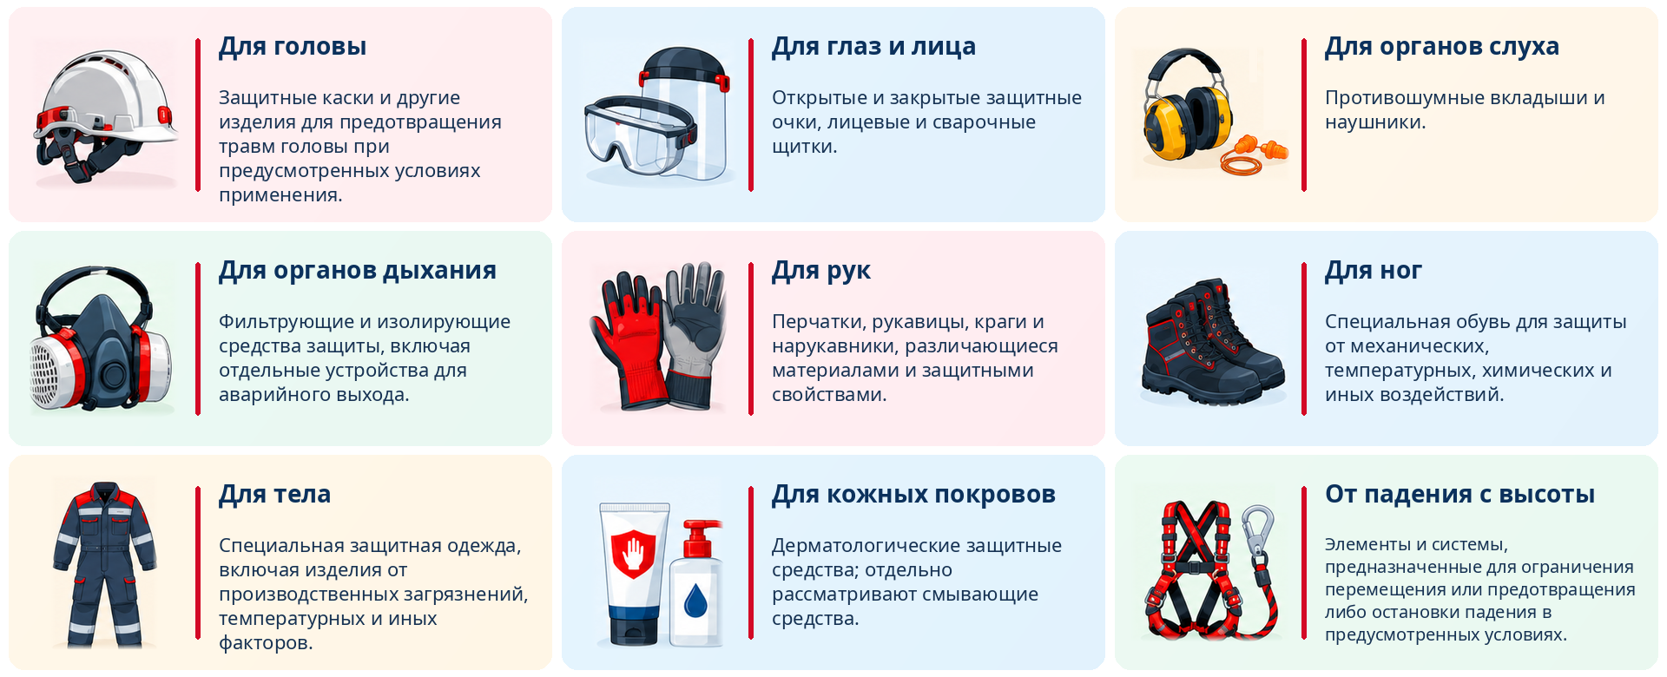 Для головы
Защитные каски и другие
изделия для предотвращения
травм головы при
предусмотренных условиях
применения.
Для глаз и лица
Открытые и закрытые защитные
очки, лицевые и сварочные
щитки.
Для органов слуха
Противошумные вкладыши и
наушники.
Для органов дыхания
Фильтрующие и изолирующие
средства защиты, включая
отдельные устройства для
аварийного выхода.
Для рук
Перчатки, рукавицы, краги и
нарукавники, различающиеся
материалами и защитными
свойствами.
Для ног
Специальная обувь для защиты
от механических,
температурных, химических и
иных воздействий.
Для тела
Специальная защитная одежда,
включая изделия от
производственных загрязнений,
температурных и иных
факторов.
Для кожных покровов
Дерматологические защитные
средства; отдельно
рассматривают смывающие
средства.
От падения с высоты
Элементы и системы,
предназначенные для ограничения
перемещения или предотвращения
либо остановки падения в
предусмотренных условиях.